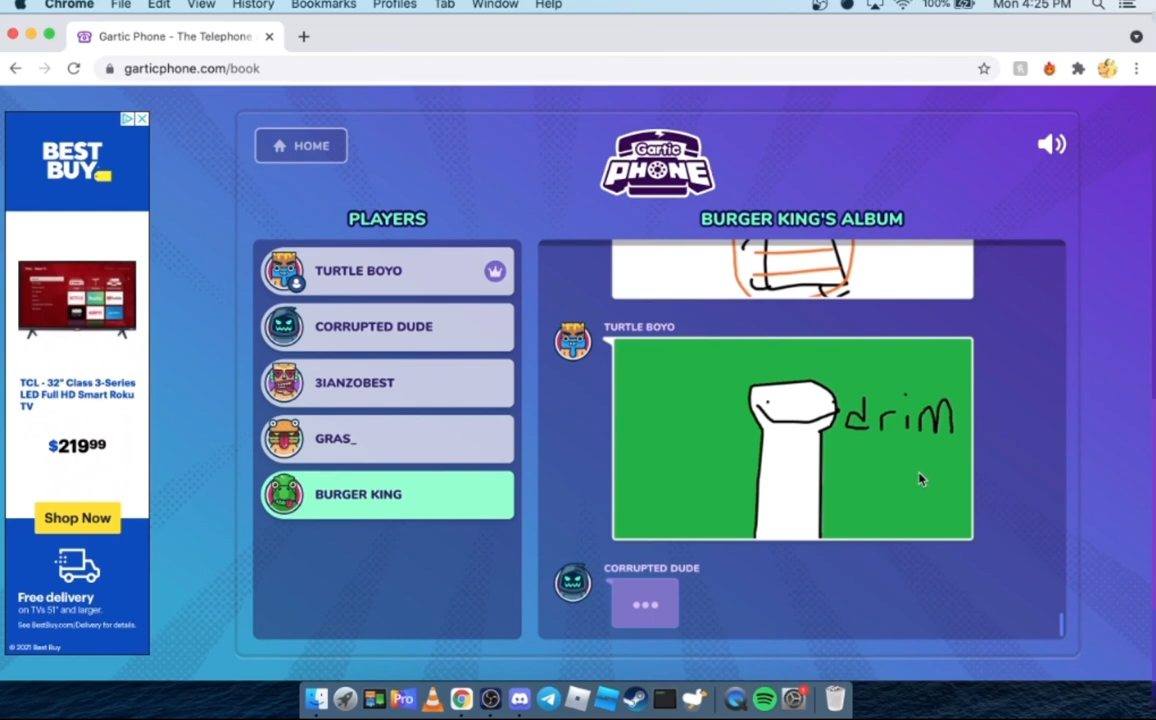 Chrome File Edit View History Bookmarks Profiles Tab Window Help 100% Mon 4:25 PM
Gartic Phone - The Telephone
garticphone.com/book
BEST BUY
TCL - 32" Class 3-Series
LED Full HD Smart Roku
TV
$219.99
Shop Now
Free delivery
on TVs 51" and larger.
See BestBuy.com/Delivery for details.
© 2021 Best Buy
HOME
Gartic
PHONE
PLAYERS
TURTLE BOYO
CORRUPTED DUDE
3IANZOBEST
GRAS_
BURGER KING
BURGER KING'S ALBUM
TURTLE BOYO
drim
CORRUPTED DUDE
•••
Pro